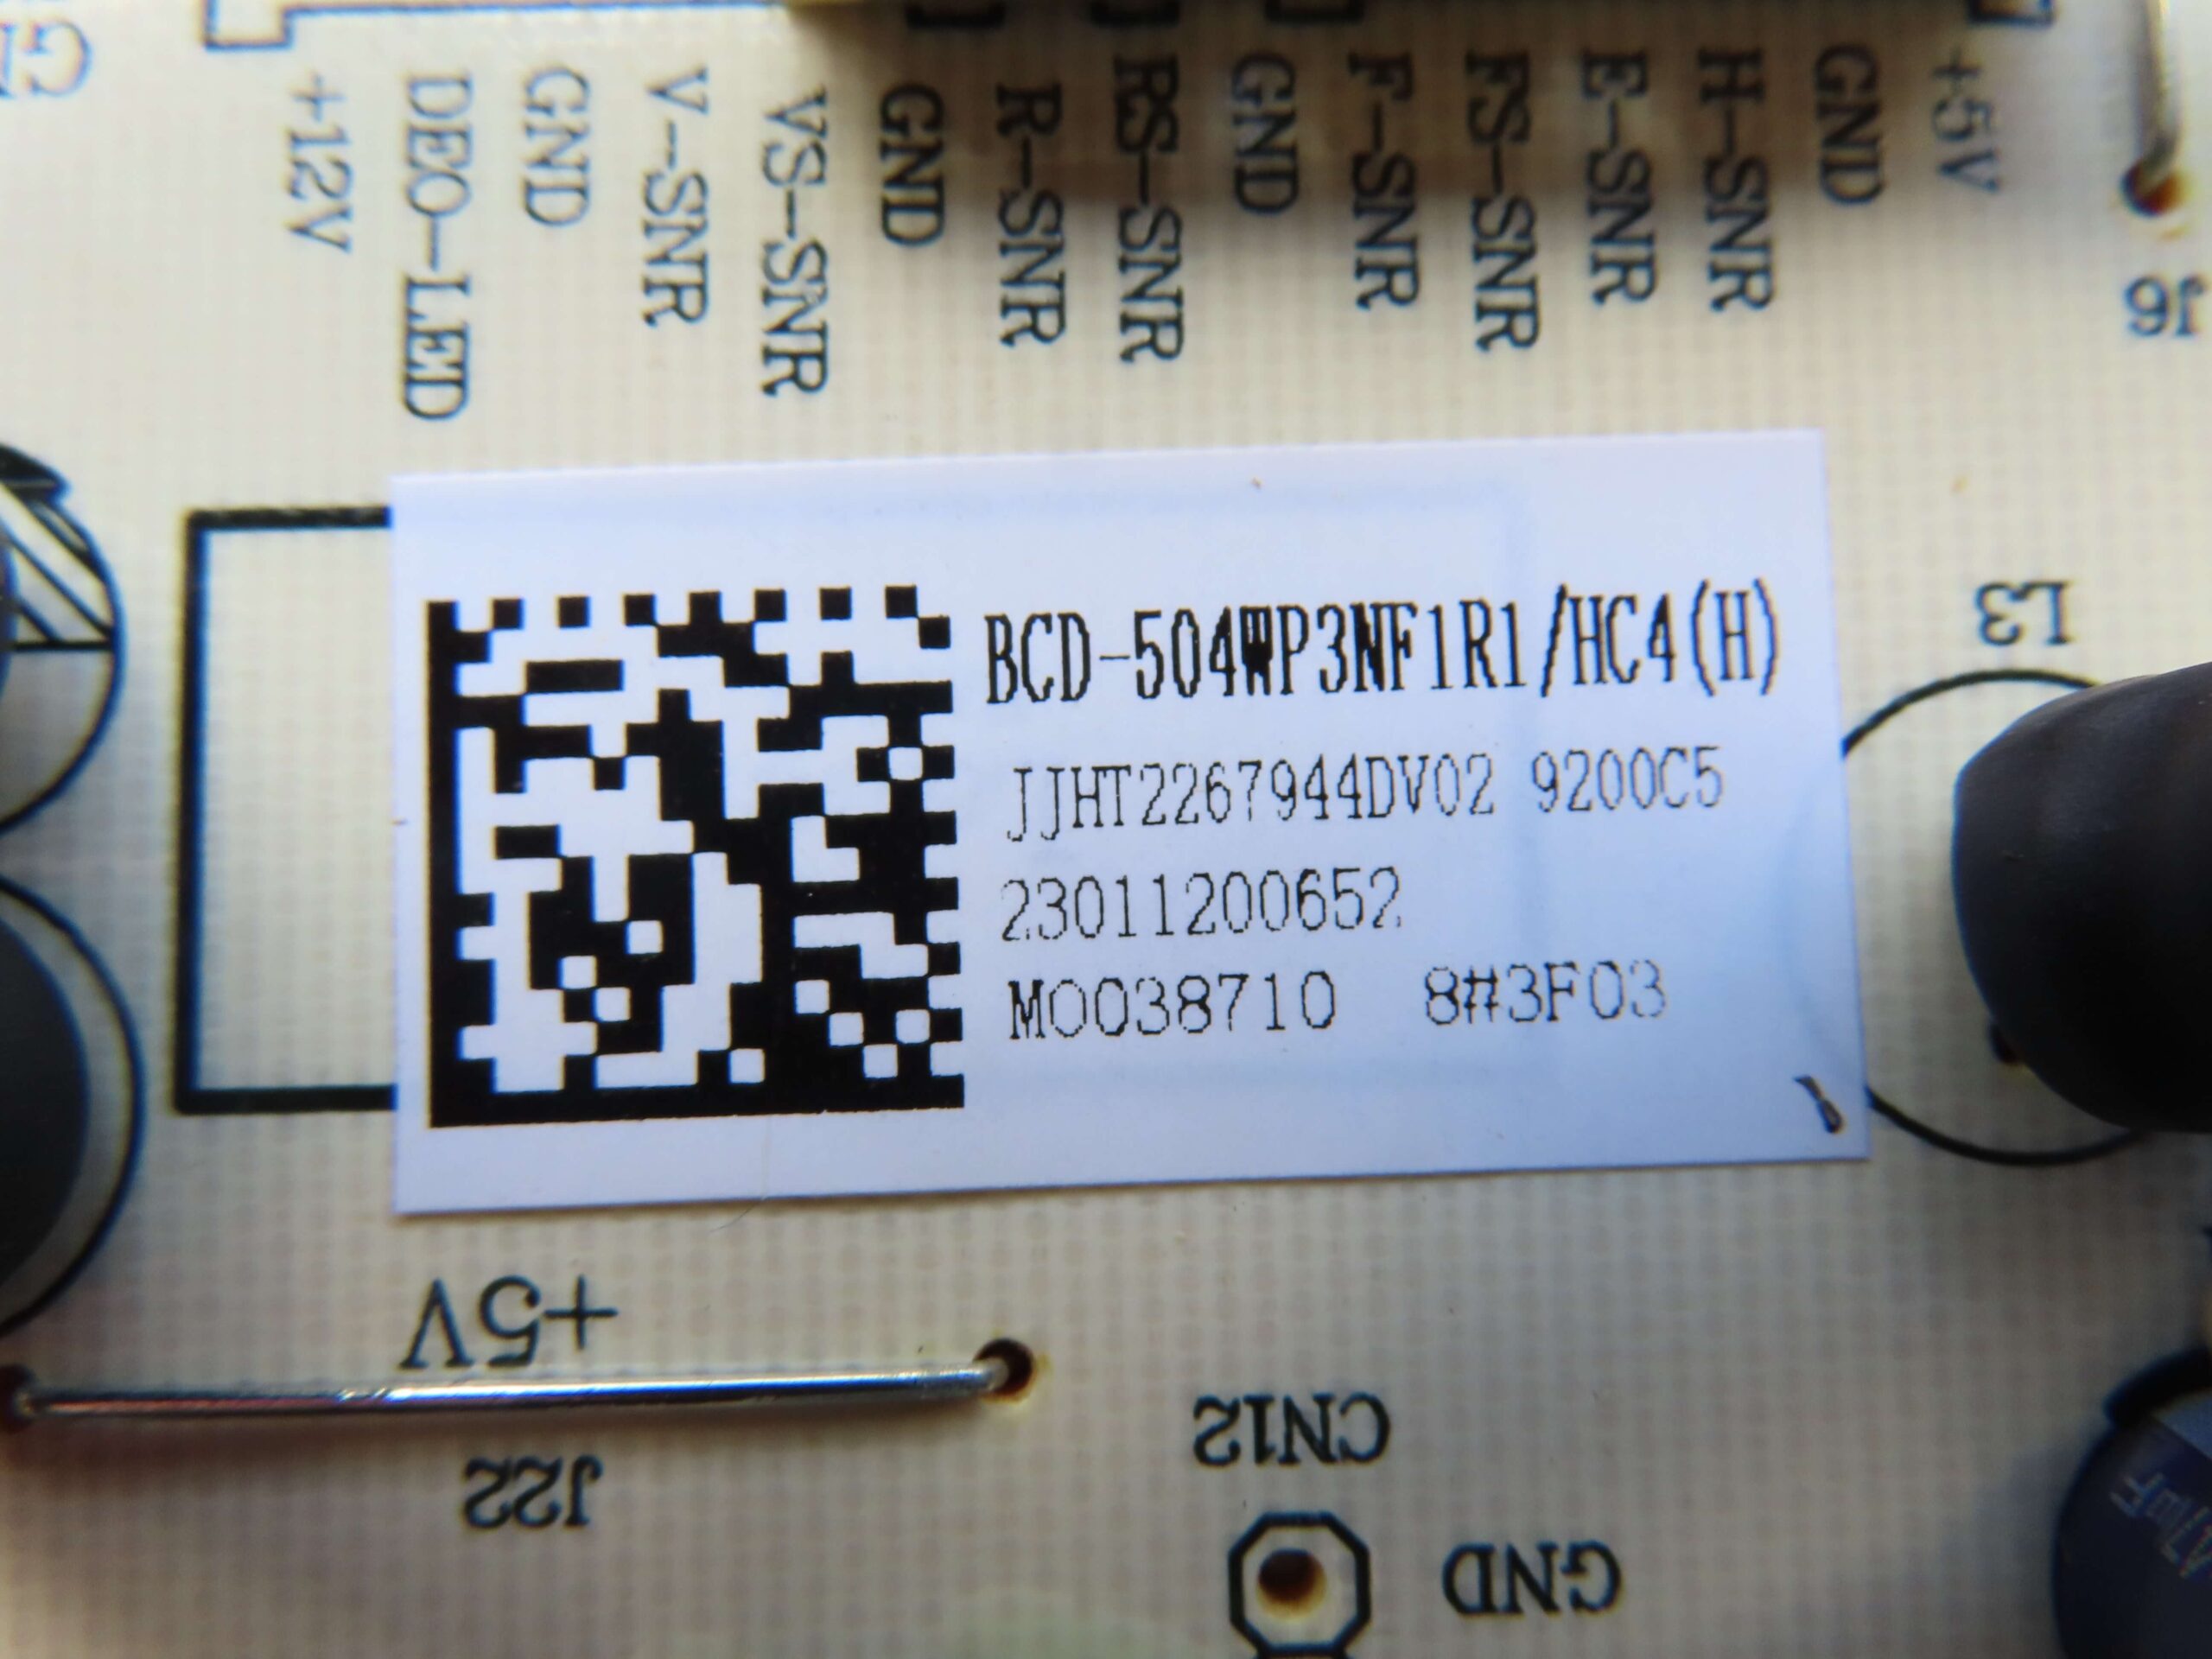 +12V
DEO-LED
GND
V-SNR
VS-SNR
GND
R-SNR
RS-SNR
GND
F-SNR
FS-SNR
E-SNR
H-SNR
GND
+5V
J6
L3
BCD-504WP3NF1R1/HC4(H)
JJHT2267944DV02 9200C5
23011200652
M0038710 8#3F03
+5V
J22
CN12
GND
47µF